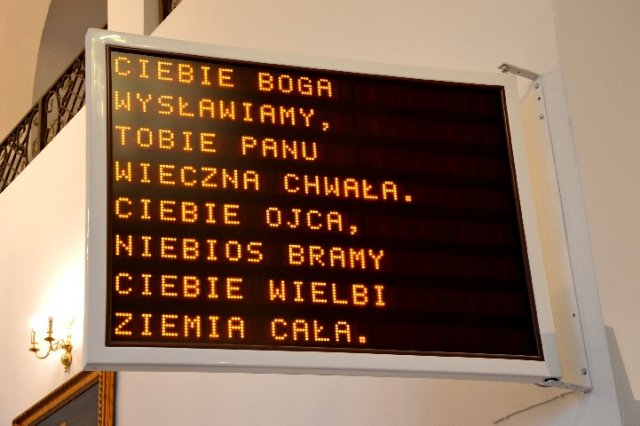 CIEBIE BOGA
WYSŁAWIAMY,
TOBIE PANU
WIECZNA CHWAŁA.
CIEBIE OJCA,
NIEBIOS BRAMY
CIEBIE WIELBI
ZIEMIA CAŁA.